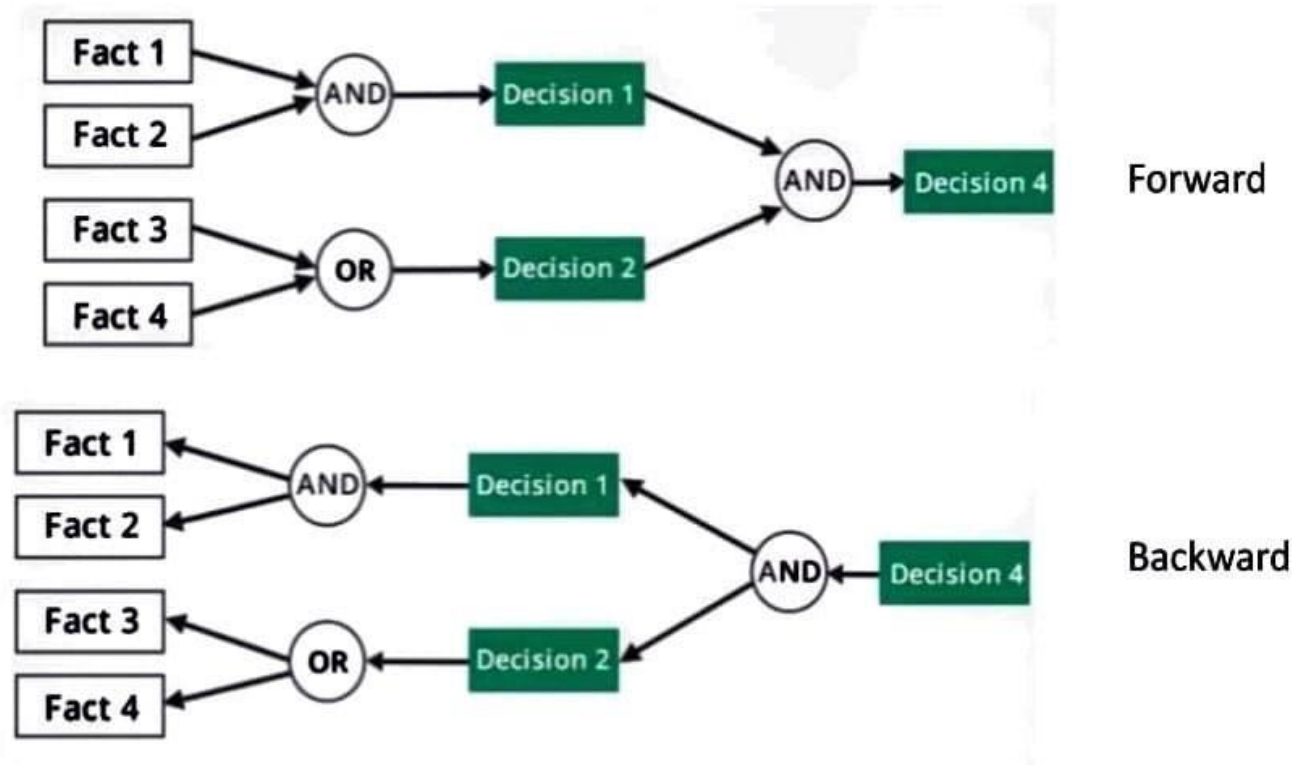 Fact 1
Fact 2
AND
Decision 1
Fact 3
Fact 4
OR
Decision 2
AND
Decision 4
Forward
Fact 1
Fact 2
AND
Decision 1
Fact 3
Fact 4
OR
Decision 2
AND
Decision 4
Backward